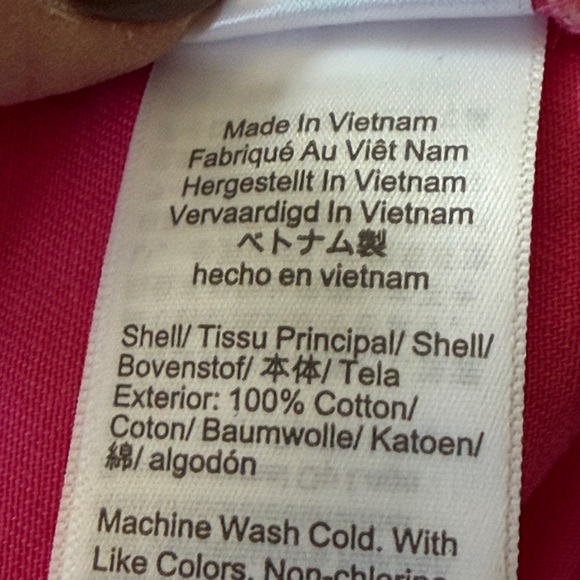 Made In Vietnam
Fabriqué Au Viêt Nam
Hergestellt In Vietnam
Vervaardigd In Vietnam
ベトナム製
hecho en vietnam
Shell/ Tissu Principal/ Shell/
Bovenstof/ 本体/ Tela
Exterior: 100% Cotton/
Coton/ Baumwolle/ Katoen/
綿/ algodón
Machine Wash Cold. With
Like Colors. Non-chlorine